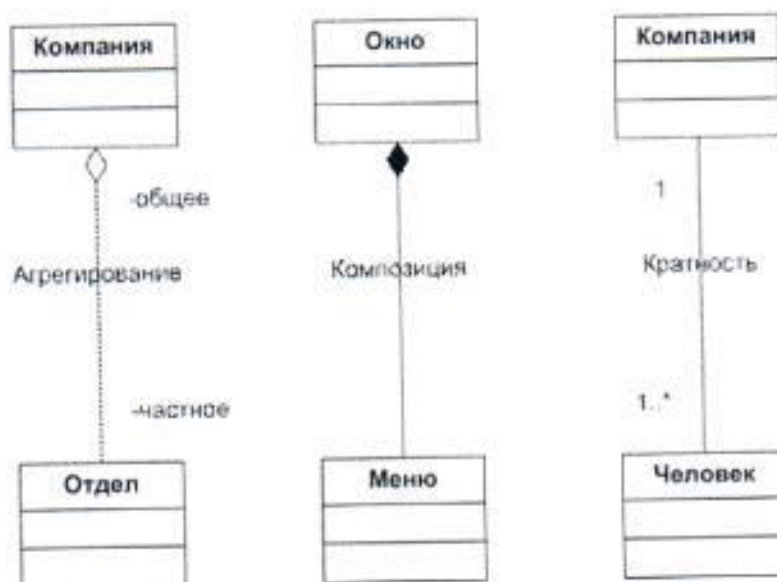 Компания
-общее
Агрегирование
-частное
Отдел
Окно
Композиция
Меню
Компания
1
Кратность
1..*
Человек